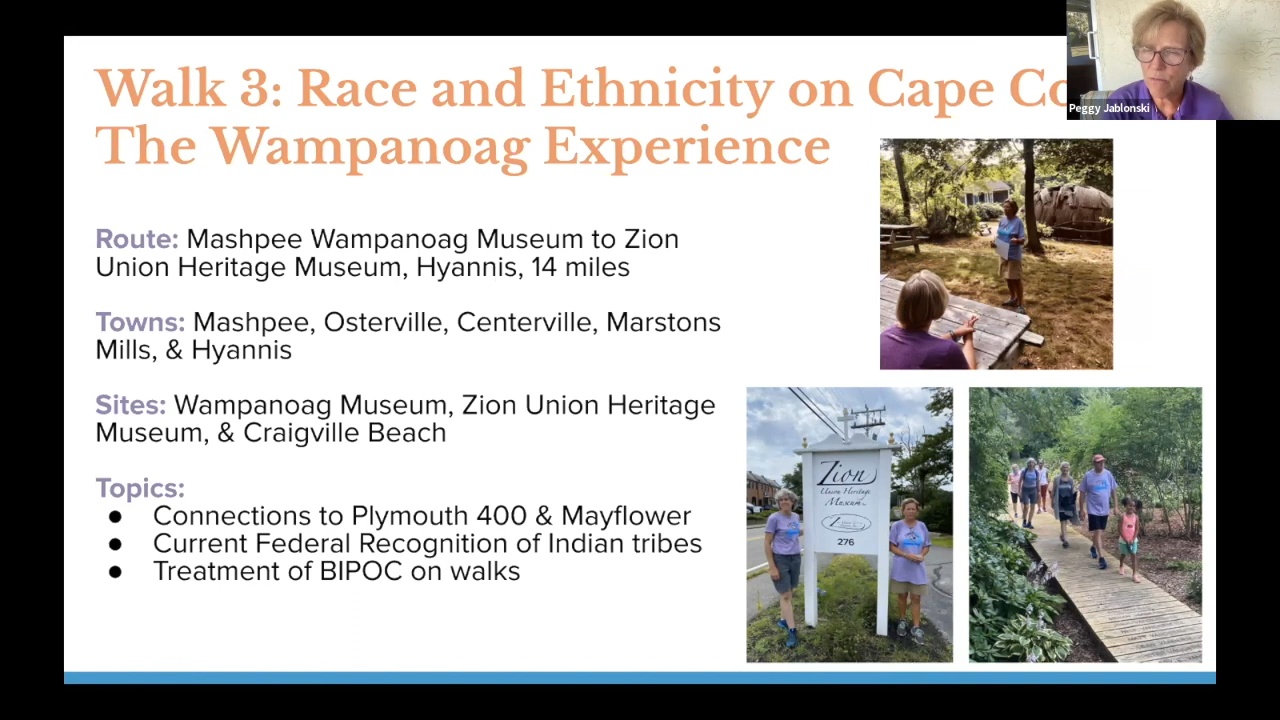 Walk 3: Race and Ethnicity on Cape Co
The Wampanoag Experience
Peggy Jablonski
Route: Mashpee Wampanoag Museum to Zion
Union Heritage Museum, Hyannis, 14 miles
Towns: Mashpee, Osterville, Centerville, Marstons
Mills, & Hyannis
Sites: Wampanoag Museum, Zion Union Heritage
Museum, & Craigville Beach
Topics:
● Connections to Plymouth 400 & Mayflower
● Current Federal Recognition of Indian tribes
● Treatment of BIPOC on walks
Zion
Union Heritage
Museum
276